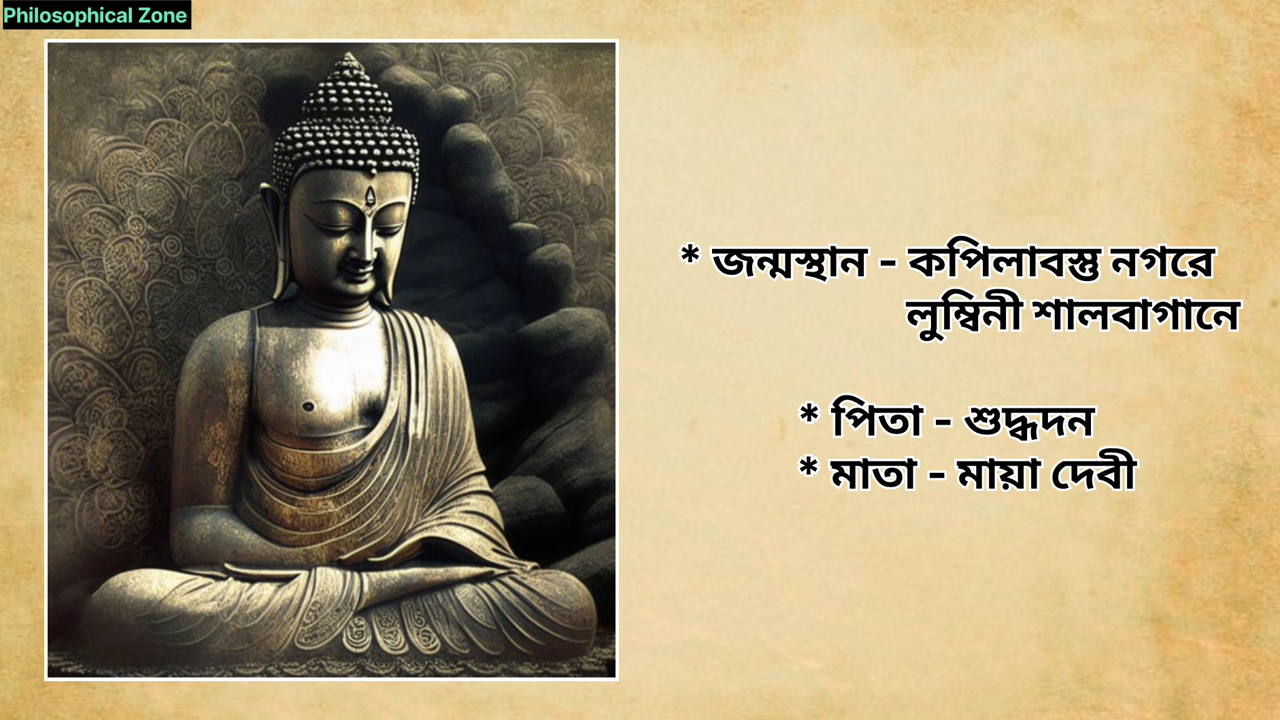 Philosophical Zone
* জন্মস্থান - কপিলাবস্তু নগরে
লুম্বিনী শালবাগানে
* পিতা - শুদ্ধদন
* মাতা - মায়া দেবী